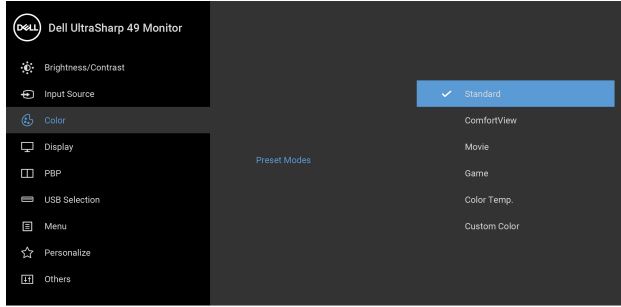 DELL Dell UltraSharp 49 Monitor
Brightness/Contrast
Input Source
Color
Display
PBP
USB Selection
Menu
Personalize
Others
Preset Modes
Standard
ComfortView
Movie
Game
Color Temp.
Custom Color